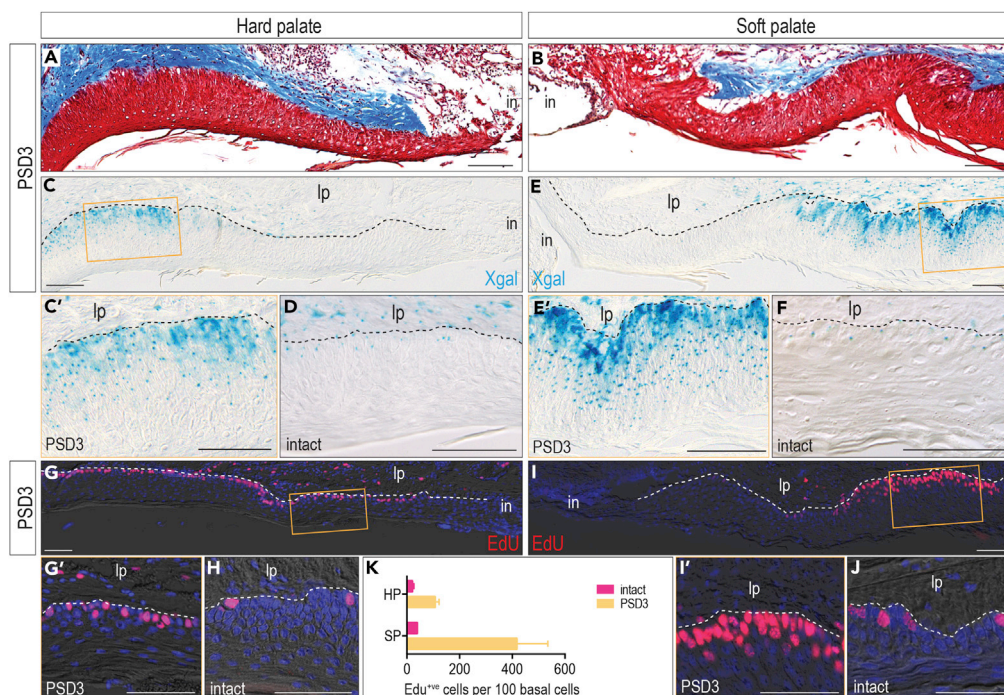 Hard palate
Soft palate
PSD3
A
in
B
in
C
lp
in
Xgal
E
lp
in
Xgal
C'
lp
PSD3
D
lp
intact
E'
lp
PSD3
F
lp
intact
PSD3
G
lp
in
EdU
I
lp
in
EdU
G'
lp
PSD3
H
lp
intact
K
intact
PSD3
HP
SP
0 200 400 600
Edu+ve cells per 100 basal cells
I'
lp
PSD3
J
lp
intact